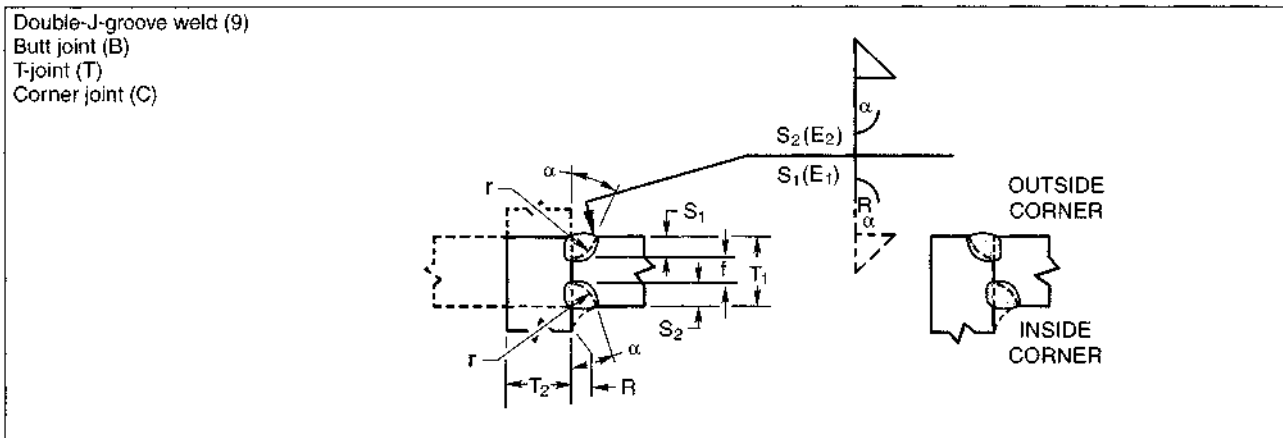 Double-J-groove weld (9)
Butt joint (B)
T-joint (T)
Corner joint (C)
α
S₂(E₂)
S₁(E₁)
R
α
α
r
S₁
OUTSIDE
CORNER
f
T₁
S₂
r
α
T₂
R
INSIDE
CORNER